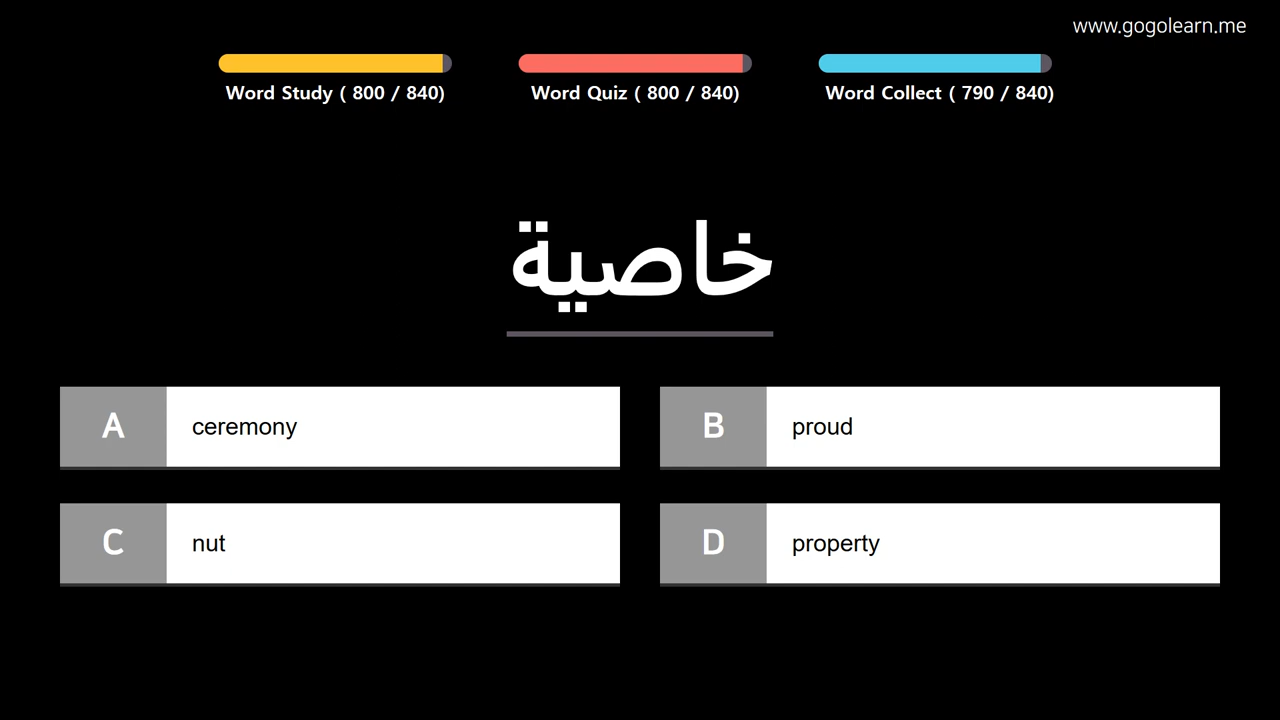 www.gogolearn.me
Word Study ( 800 / 840)
Word Quiz ( 800 / 840)
Word Collect ( 790 / 840)
خاصية
A ceremony
B proud
C nut
D property